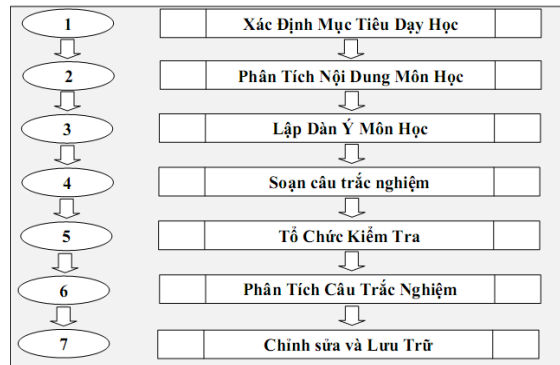 1 Xác Định Mục Tiêu Dạy Học
2 Phân Tích Nội Dung Môn Học
3 Lập Dàn Ý Môn Học
4 Soạn câu trắc nghiệm
5 Tổ Chức Kiểm Tra
6 Phân Tích Câu Trắc Nghiệm
7 Chỉnh sửa và Lưu Trữ